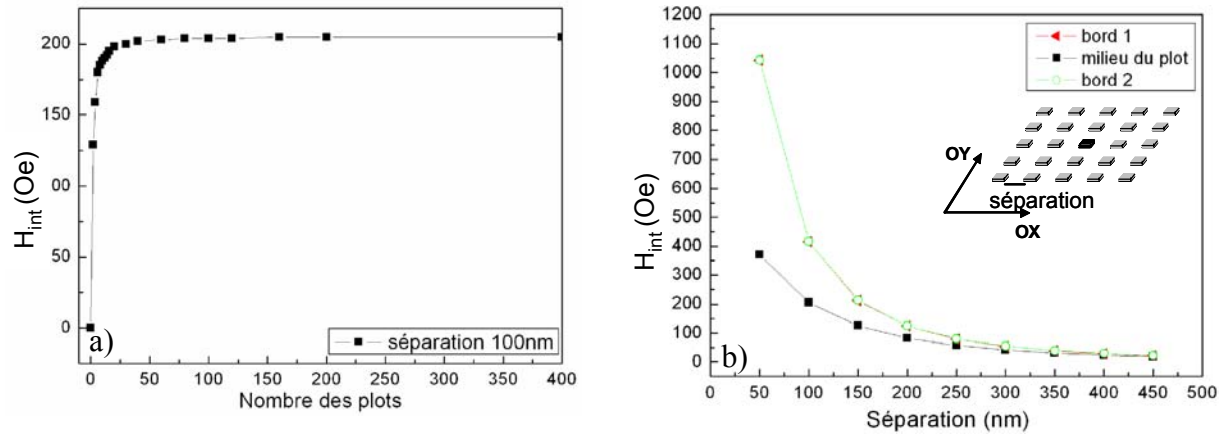 200
150
00
50
0
H_int (Oe)
a)
séparation 100nm
0 50 100 150 200 250 300 350 400
Nombre des plots
1200
1100
1000
900
800
700
600
500
400
300
200
100
0
H_int (Oe)
bord 1
milieu du plot
bord 2
OY
séparation
OX
b)
0 50 100 150 200 250 300 350 400 450 500
Séparation (nm)